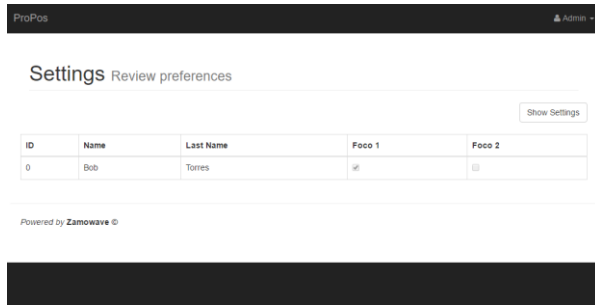 ProPos Admin
Settings Review preferences
Show Settings
ID Name Last Name Foco 1 Foco 2
0 Bob Torres
Powered by Zamowave ©